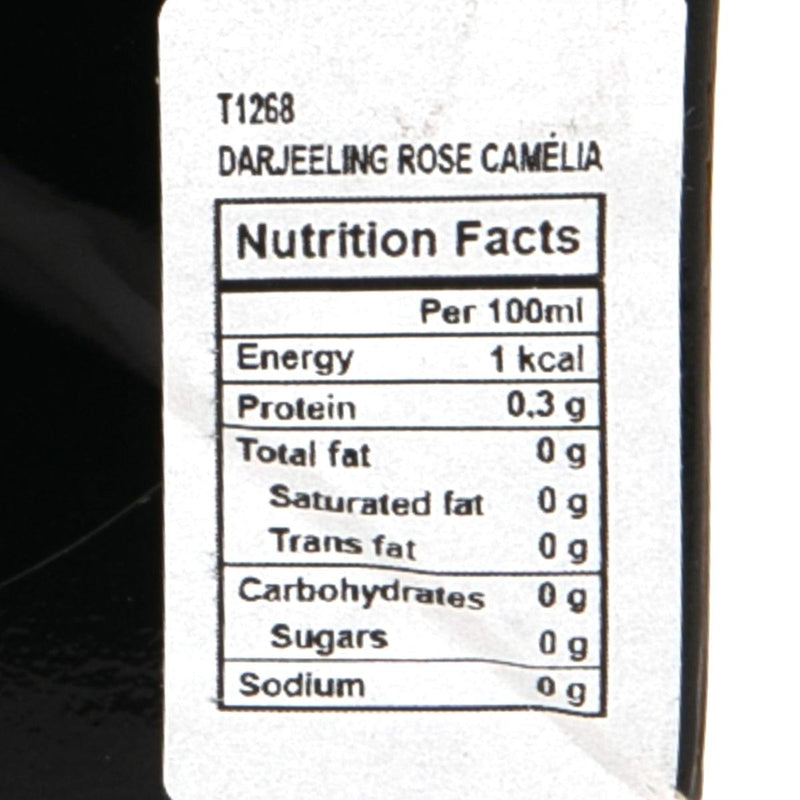 T1268
DARJEELING ROSE CAMÉLIA
Nutrition Facts
Per 100ml
Energy 1 kcal
Protein 0.3 g
Total fat 0 g
Saturated fat 0 g
Trans fat 0 g
Carbohydrates 0 g
Sugars 0 g
Sodium 0 g